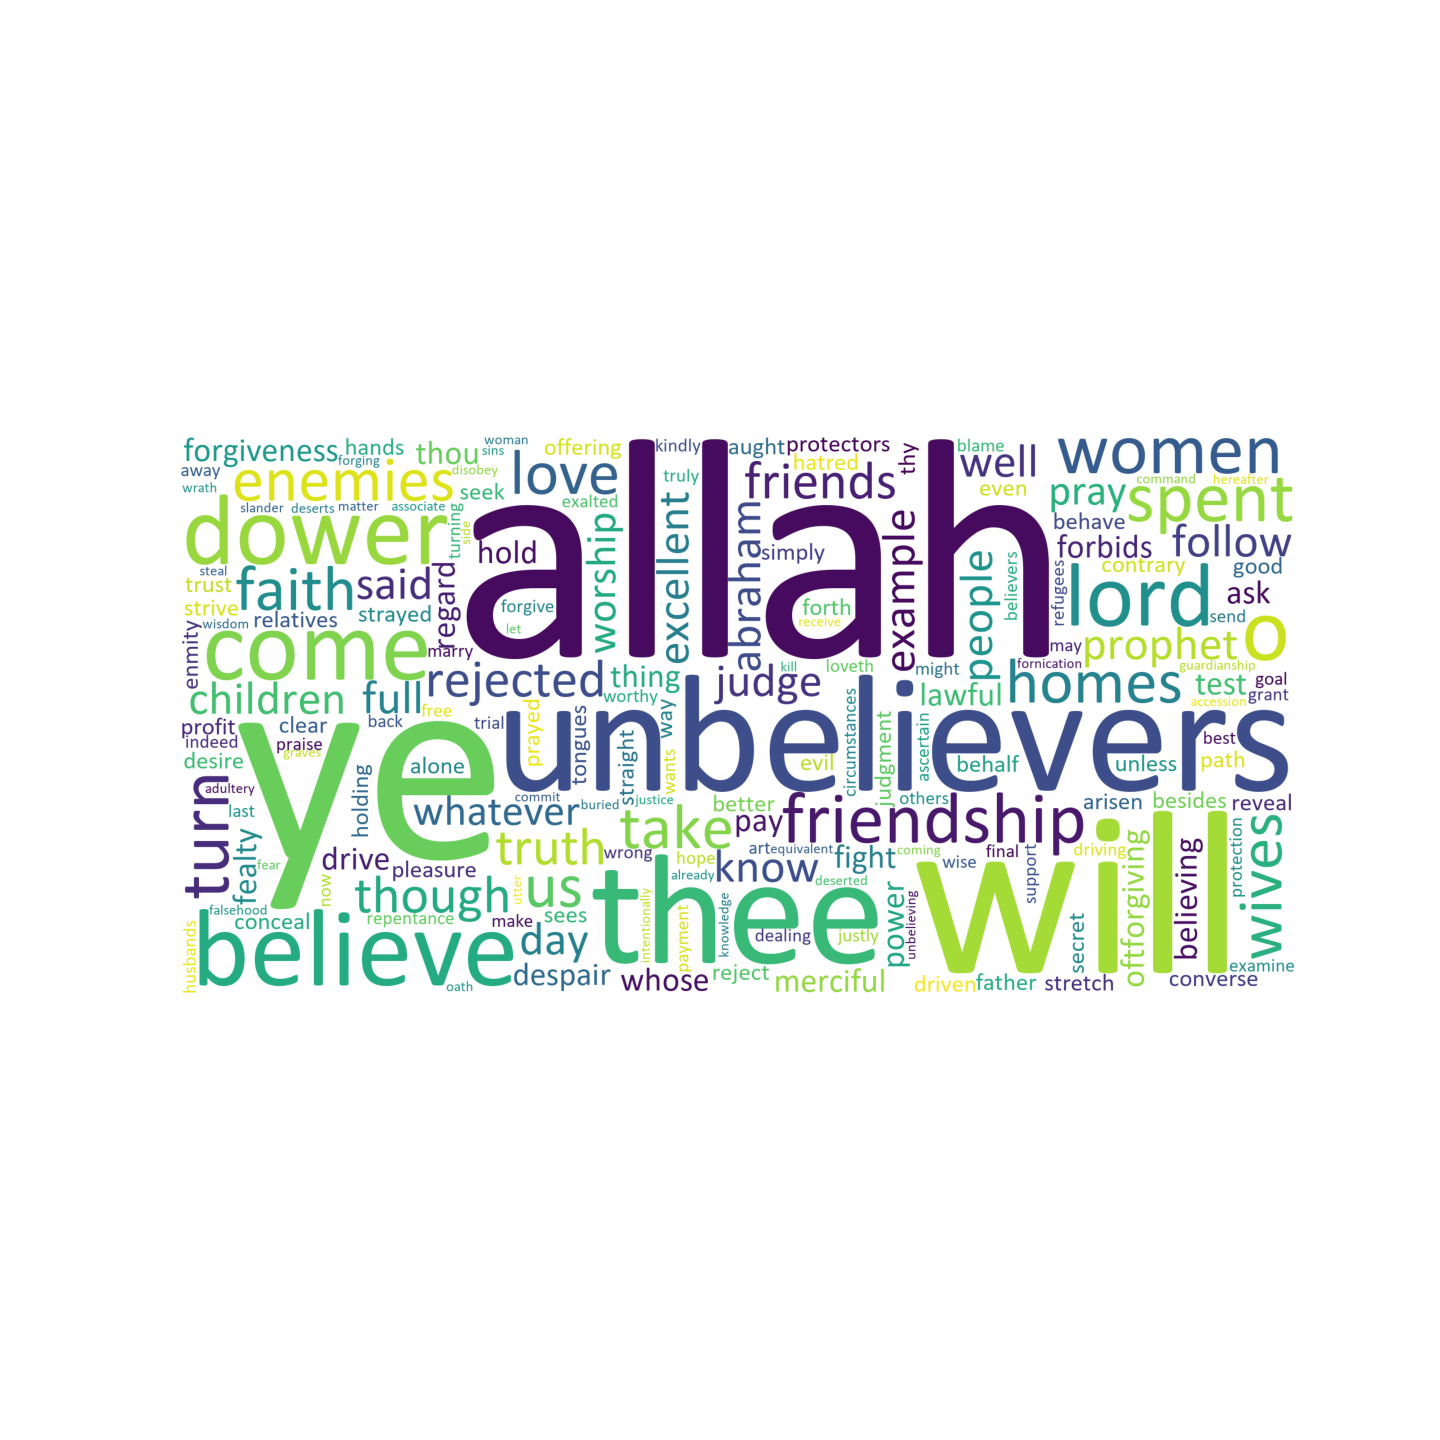 forgiveness hands thou woman sins offering allah kindly aught protectors thy blame well women
away forging disobey love truly hatred friends even command hereafter
wrath enemies seek exalted pray spent
slander deserts matter associate turning side excellent abraham behave
dower hold worship simply example people believers refugees forbids follow
steal contrary good
trust faith said regard forgive forth lord ask
strive strayed let receive send
wisdom relatives o
enmity come marry may prophet
rejected thing kill loveth might fornication guardianship goal
children full worthy judge lawful homes test grant
profit clear back free trial prayed tongues way unbelievers circumstances judgment ascertain accession
indeed praise ye straight wants best
desire graves alone evil behalf unless path
turn adultery holding commit buried justice better others arisen besides reveal
last whatever friendship
fealty truth take pay protection
drive wrong art equivalent fight coming wise final driving wives
fear pleasure hope know support will
now already deserted oftforgiving believing
though utter us thee power unbelieving
falsehood repentance make sees intentionally knowledge
conceal payment dealing justly secret
husbands believe day
despair whose reject merciful driven father stretch converse examine
oath